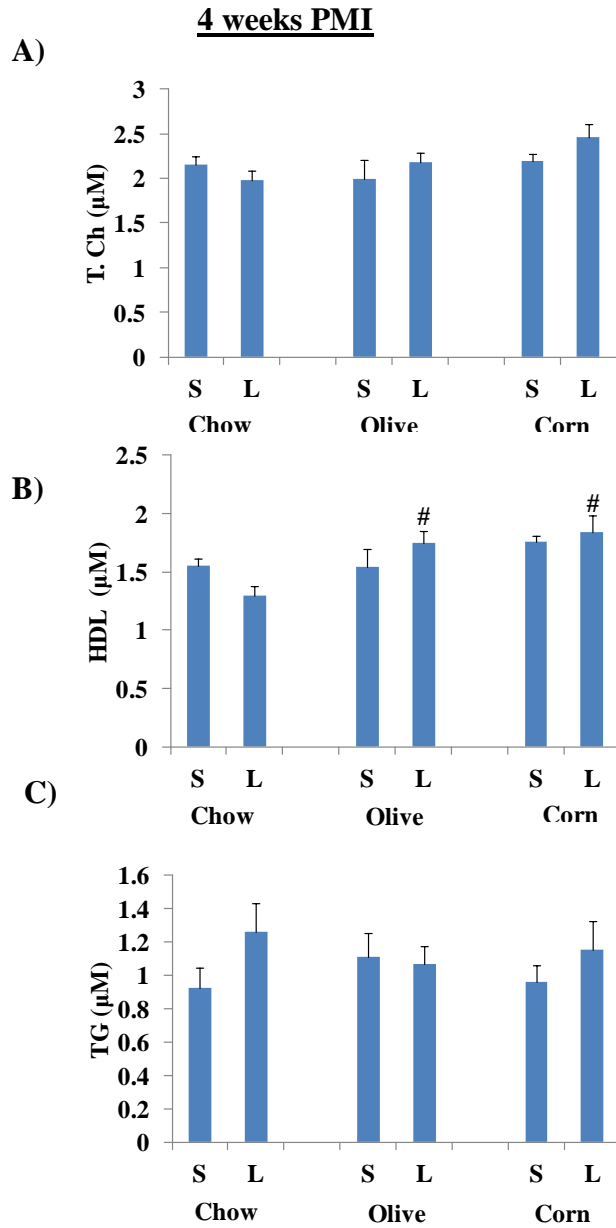 4 weeks PMI
A)
T. Ch (µM)
3
2.5
2
1.5
1
0.5
0
S L S L S L
Chow Olive Corn
B)
HDL (µM)
2.5
2
1.5
1
0.5
0
# #
S L S L S L
Chow Olive Corn
C)
TG (µM)
1.6
1.4
1.2
1
0.8
0.6
0.4
0.2
0
S L S L S L
Chow Olive Corn